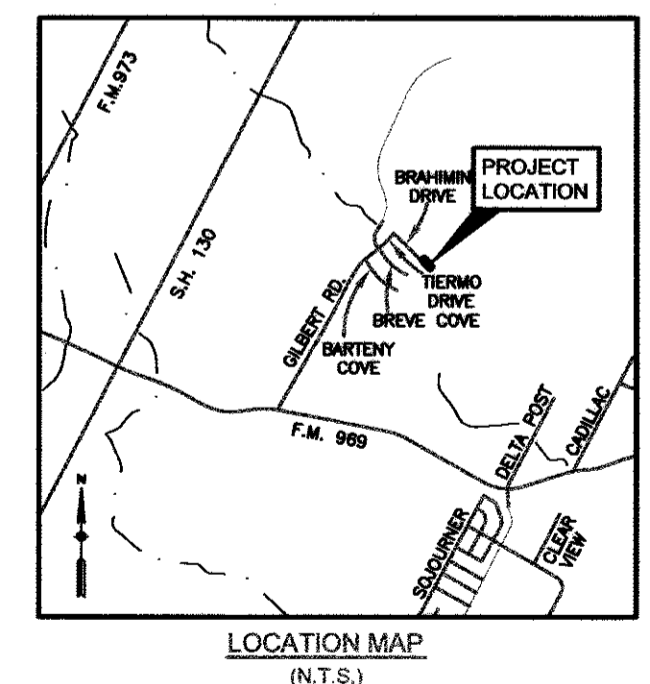 F.M.973
S.H. 130
BRAHIMIN
DRIVE
PROJECT
LOCATION
TIERMO
DRIVE
BREVE COVE
GILBERT RD.
BARTENY
COVE
F.M. 969
DELTA POST
CADILLAC
N
SOJOURNER
CLEAR
VIEW
LOCATION MAP
(N.T.S.)